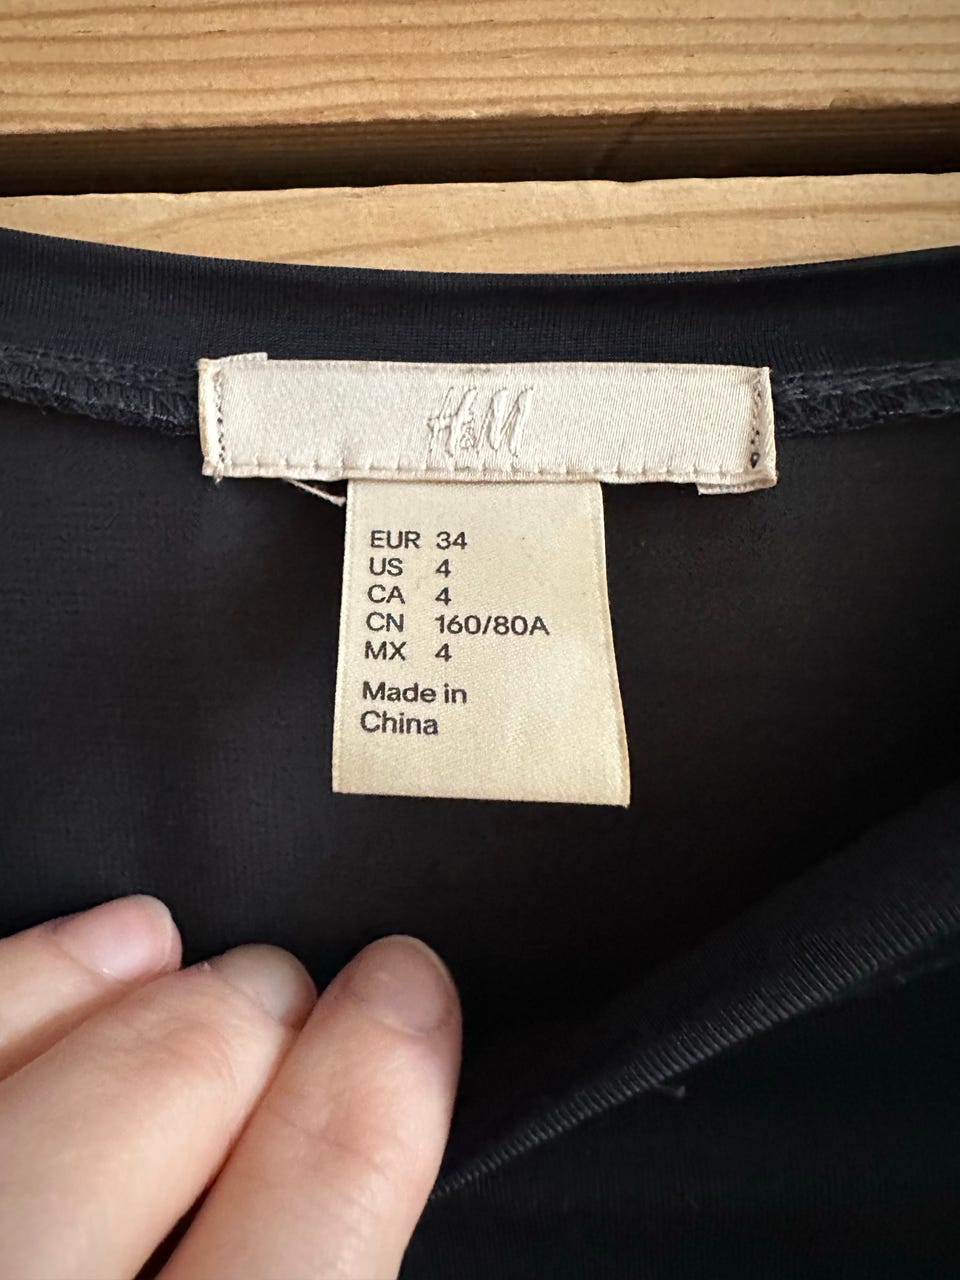 H&M
EUR 34
US 4
CA 4
CN 160/80A
MX 4
Made in
China